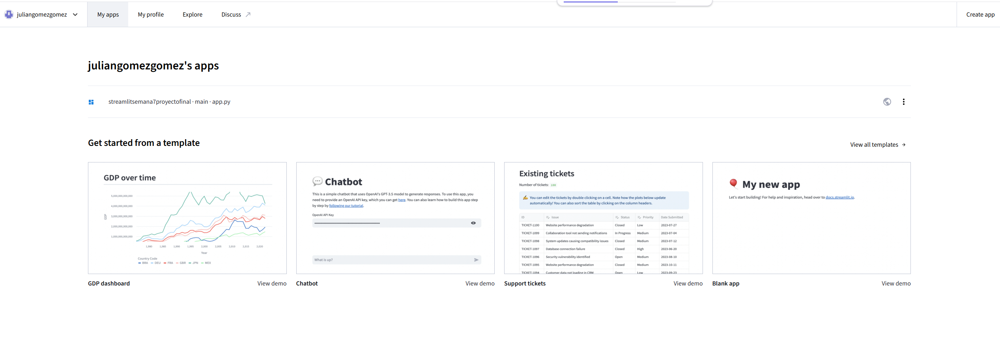 juliangomezgomez
My apps
My profile
Explore
Discuss
Create app
juliangomezgomez's apps
streamlitsemana7proyectofinal · main · app.py
Get started from a template
View all templates →
GDP over time
5,000,000,000,000
4,000,000,000,000
3,000,000,000,000
2,000,000,000,000
1,000,000,000,000
GDP
1,980 1,985 1,990 1,995 2,000 2,005 2,010 2,015 2,020
Year
Country Code
BRA DEU FRA GBR JPN MEX
GDP dashboard
View demo
Chatbot
This is a simple chatbot that uses OpenAI's GPT-3.5 model to generate responses. To use this app, you
need to provide an OpenAI API key, which you can get here. You can also learn how to build this app step
by step by following our tutorial.
OpenAI API Key
What is up?
Chatbot
View demo
Existing tickets
Number of tickets: 100
You can edit the tickets by double clicking on a cell. Note how the plots below update
automatically! You can also sort the table by clicking on the column headers.
ID Issue Status Priority Date Submitted
TICKET-1100 Website performance degradation Closed Low 2023-07-27
TICKET-1099 Collaboration tool not sending notifications In Progress Medium 2023-07-04
TICKET-1098 System updates causing compatibility issues Closed Medium 2023-07-12
TICKET-1097 Database connection failure Closed High 2023-06-20
TICKET-1096 Security vulnerability identified Open Medium 2023-08-10
TICKET-1095 Website performance degradation Closed Medium 2023-10-11
TICKET-1094 Customer data not loading in CRM Open Low 2023-09-23
Support tickets
View demo
My new app
Let's start building! For help and inspiration, head over to docs.streamlit.io.
Blank app
View demo